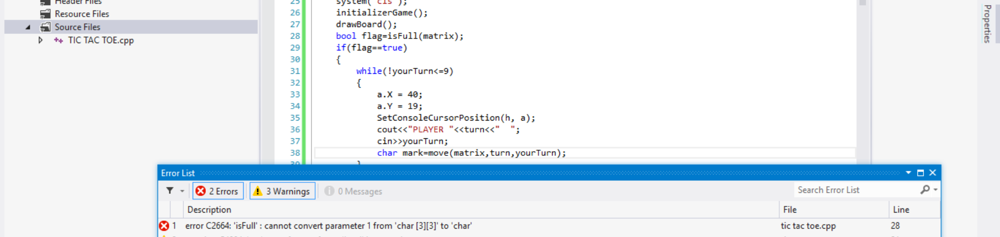 Header Files
Resource Files
Source Files
TIC TAC TOE.cpp
25 system("cls");
26 initializerGame();
27 drawBoard();
28 bool flag=isFull(matrix);
29 if(flag==true)
30 {
31 while(!yourTurn<=9)
32 {
33 a.X = 40;
34 a.Y = 19;
35 SetConsoleCursorPosition(h, a);
36 cout<<"PLAYER "<<turn<<"  ";
37 cin>>yourTurn;
38 char mark=move(matrix,turn,yourTurn);
39 }
Properties
Error List
2 Errors 3 Warnings 0 Messages Search Error List
Description File Line
1 error C2664: 'isFull' : cannot convert parameter 1 from 'char [3][3]' to 'char' tic tac toe.cpp 28